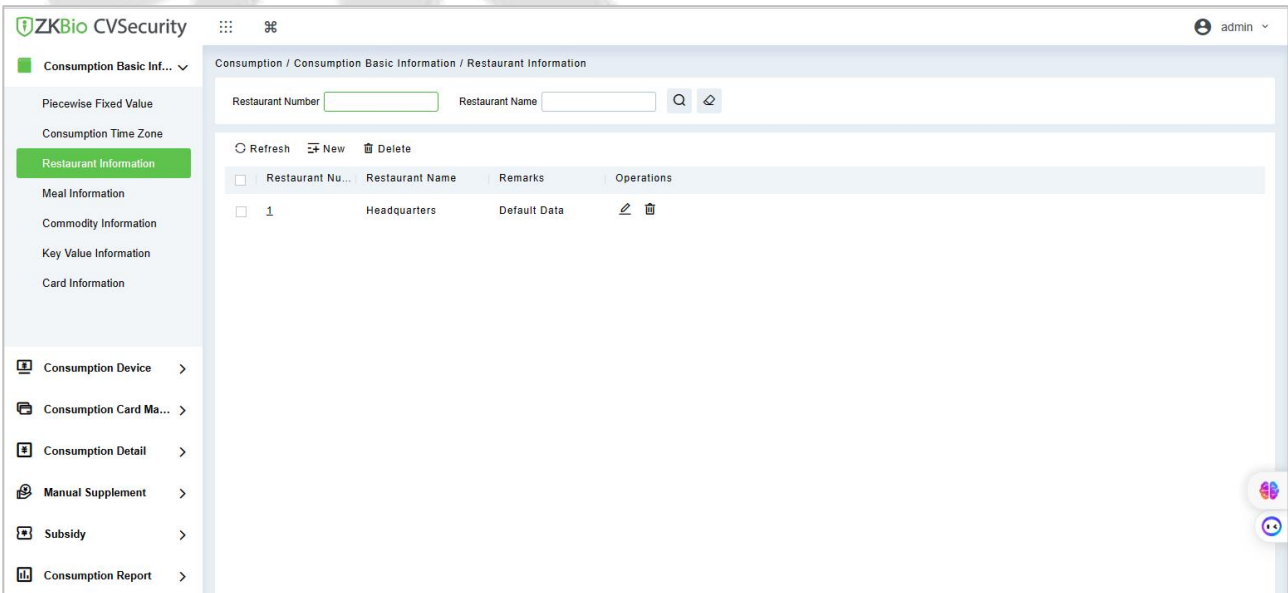 ZKBio CVSecurity
admin
Consumption Basic Inf...
Consumption / Consumption Basic Information / Restaurant Information
Piecewise Fixed Value
Consumption Time Zone
Restaurant Information
Meal Information
Commodity Information
Key Value Information
Card Information
Consumption Device
Consumption Card Ma...
Consumption Detail
Manual Supplement
Subsidy
Consumption Report
Restaurant Number Restaurant Name
Refresh New Delete
Restaurant Nu... Restaurant Name Remarks Operations
1 Headquarters Default Data